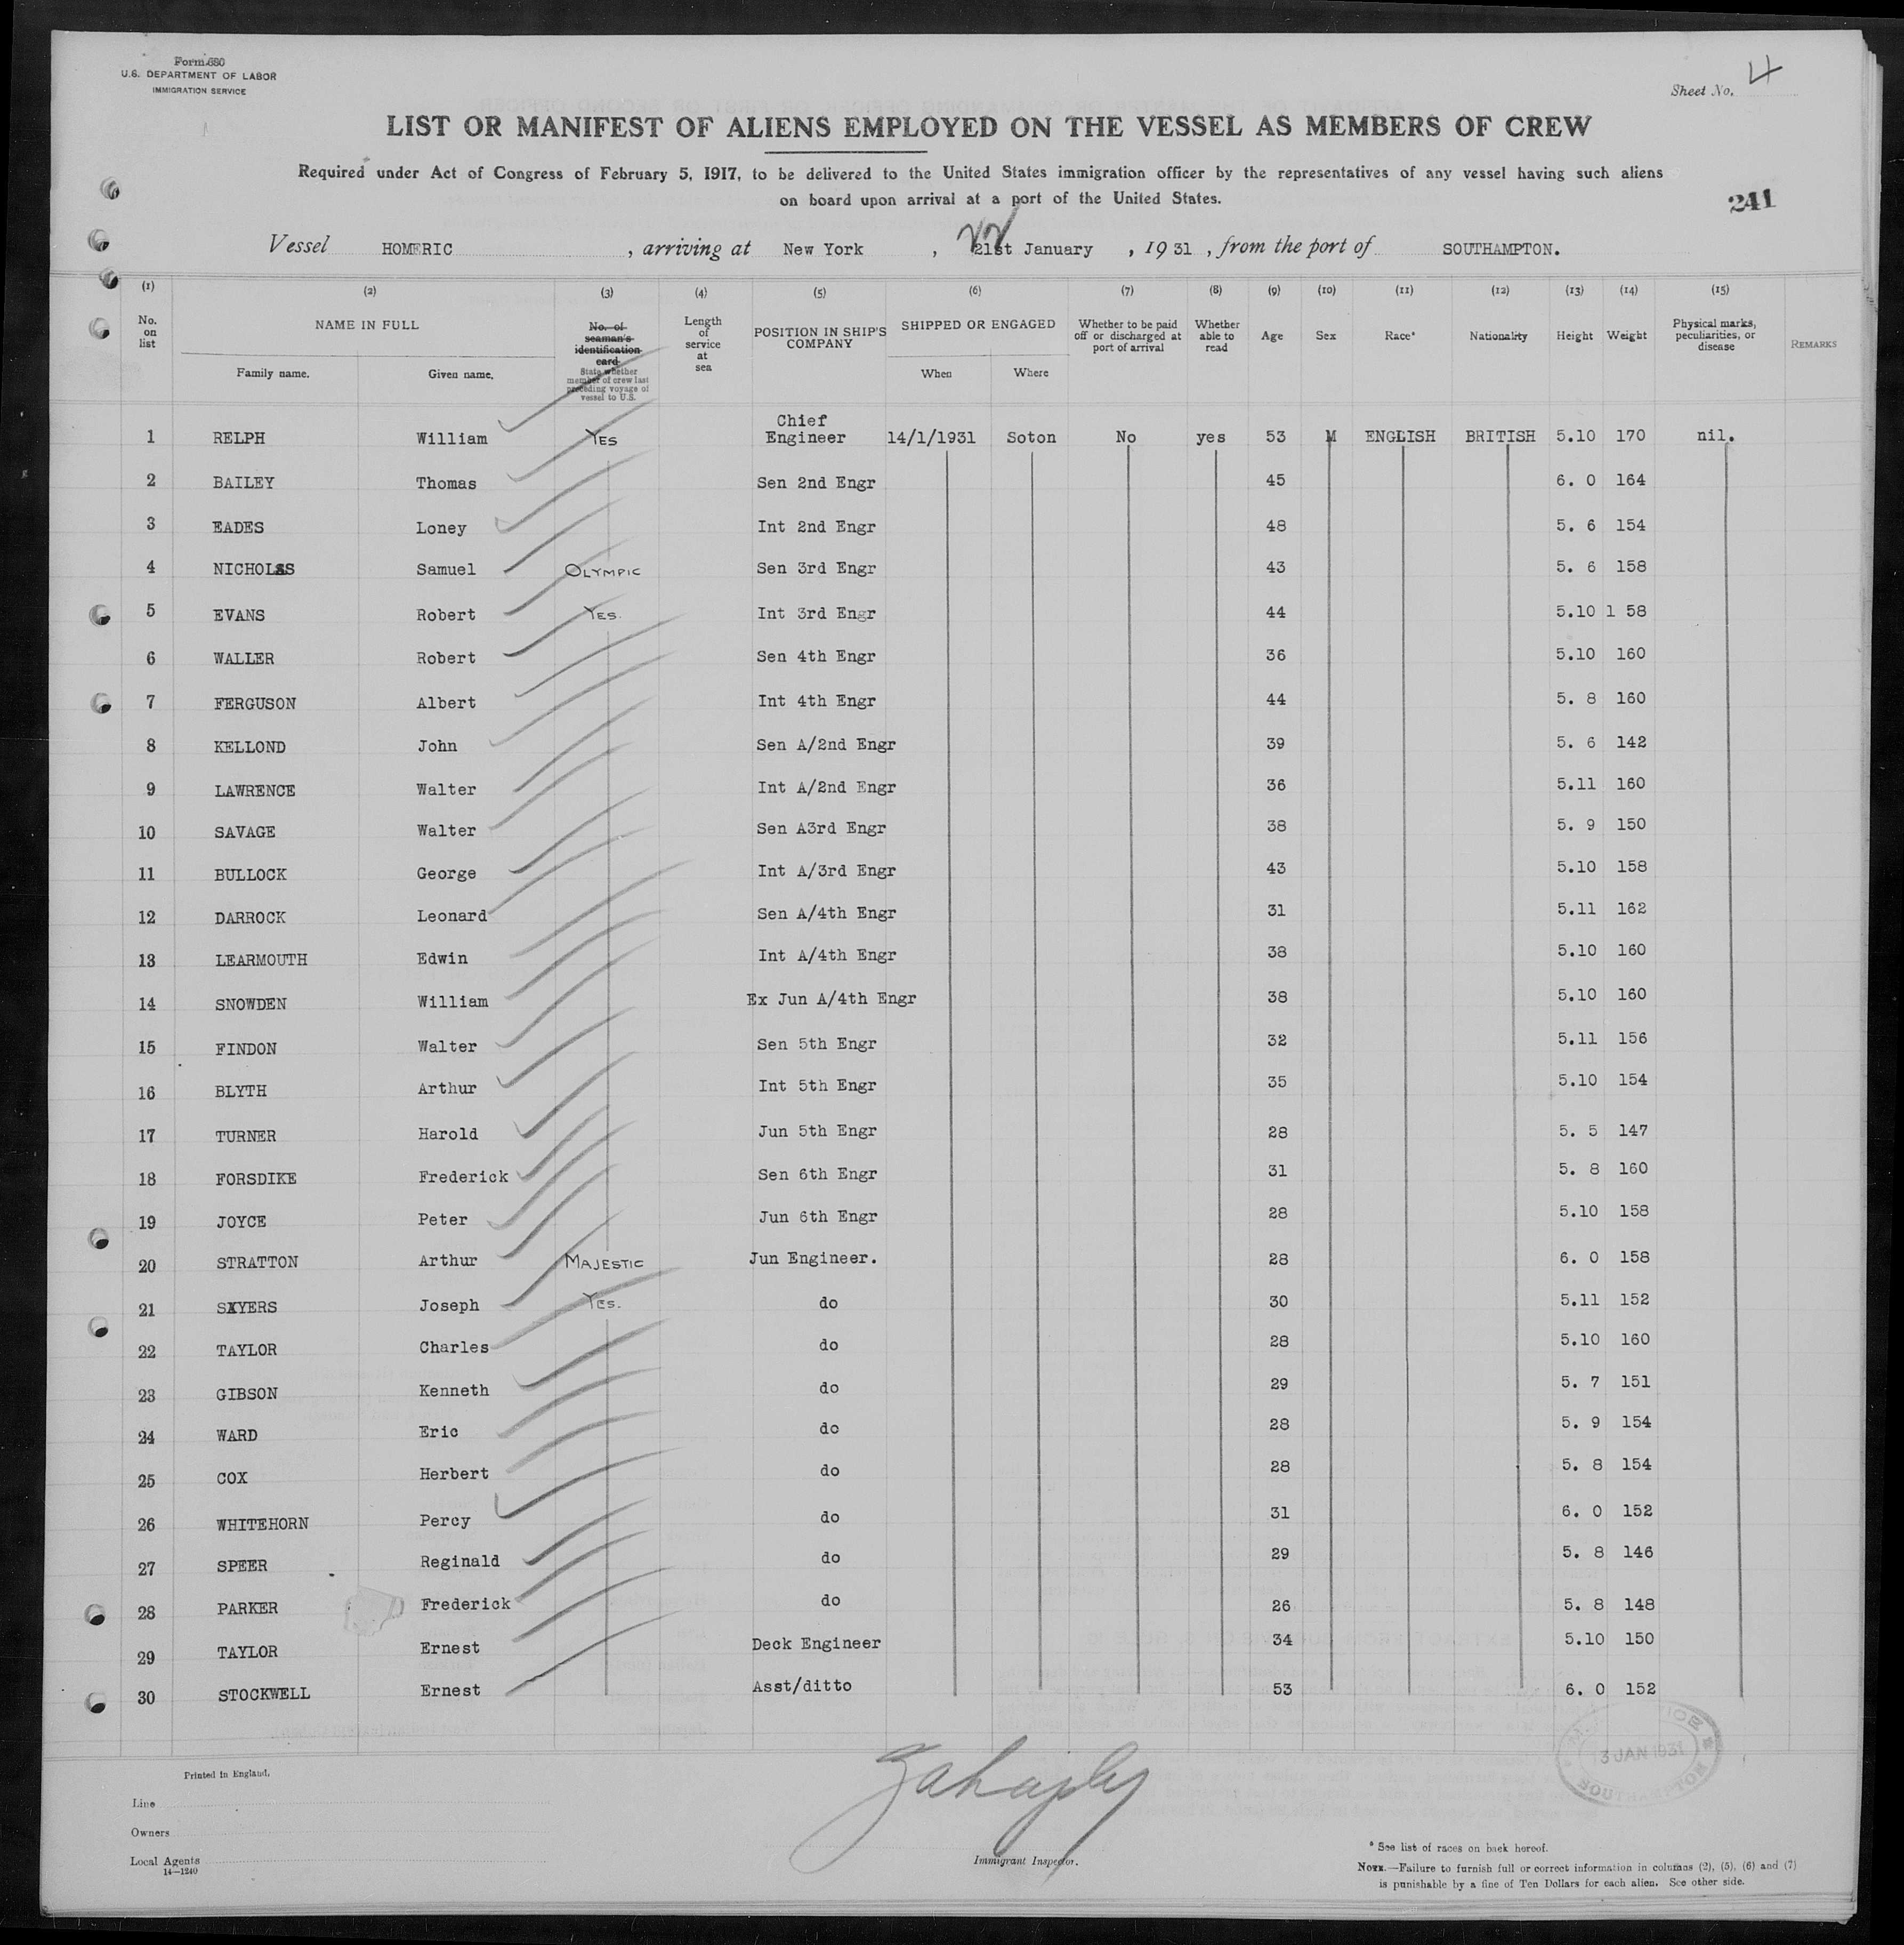 Form 680
U.S. DEPARTMENT OF LABOR
IMMIGRATION SERVICE
Sheet No. 4
LIST OR MANIFEST OF ALIENS EMPLOYED ON THE VESSEL AS MEMBERS OF CREW
Required under Act of Congress of February 5, 1917, to be delivered to the United States immigration officer by the representatives of any vessel having such aliens
on board upon arrival at a port of the United States.
241
Vessel HOMERIC , arriving at New York , 21st January , 1931 , from the port of SOUTHAMPTON.
(1) (2) (3) (4) (5) (6) (7) (8) (9) (10) (11) (12) (13) (14) (15)
No. on list NAME IN FULL Family name. Given name. No. of seaman's identification card State whether member of crew last preceding voyage of vessel to U.S. Length of service at sea POSITION IN SHIP'S COMPANY SHIPPED OR ENGAGED When Where Whether to be paid off or discharged at port of arrival Whether able to read Age Sex Race* Nationality Height Weight Physical marks, peculiarities, or disease REMARKS
1 RELPH William YES Chief Engineer 14/1/1931 Soton No yes 53 M ENGLISH BRITISH 5.10 170 nil.
2 BAILEY Thomas Sen 2nd Engr 45 6. 0 164
3 EADES Loney Int 2nd Engr 48 5. 6 154
4 NICHOLAS Samuel OLYMPIC Sen 3rd Engr 43 5. 6 158
5 EVANS Robert YES. Int 3rd Engr 44 5.10 1 58
6 WALLER Robert Sen 4th Engr 36 5.10 160
7 FERGUSON Albert Int 4th Engr 44 5. 8 160
8 KELLOND John Sen A/2nd Engr 39 5. 6 142
9 LAWRENCE Walter Int A/2nd Engr 36 5.11 160
10 SAVAGE Walter Sen A3rd Engr 38 5. 9 150
11 BULLOCK George Int A/3rd Engr 43 5.10 158
12 DARROCK Leonard Sen A/4th Engr 31 5.11 162
13 LEARMOUTH Edwin Int A/4th Engr 38 5.10 160
14 SNOWDEN William Ex Jun A/4th Engr 38 5.10 160
15 FINDON Walter Sen 5th Engr 32 5.11 156
16 BLYTH Arthur Int 5th Engr 35 5.10 154
17 TURNER Harold Jun 5th Engr 28 5. 5 147
18 FORSDIKE Frederick Sen 6th Engr 31 5. 8 160
19 JOYCE Peter Jun 6th Engr 28 5.10 158
20 STRATTON Arthur MAJESTIC Jun Engineer. 28 6. 0 158
21 SAYERS Joseph YES. do 30 5.11 152
22 TAYLOR Charles do 28 5.10 160
23 GIBSON Kenneth do 29 5. 7 151
24 WARD Eric do 28 5. 9 154
25 COX Herbert do 28 5. 8 154
26 WHITEHORN Percy do 31 6. 0 152
27 SPEER Reginald do 29 5. 8 146
28 PARKER Frederick do 26 5. 8 148
29 TAYLOR Ernest Deck Engineer 34 5.10 150
30 STOCKWELL Ernest Asst/ditto 53 6. 0 152
3 JAN 1931
SOUTHAMPTON
Printed in England.
Line
Owners
Local Agents
14—1240
Immigrant Inspector.
* See list of races on back hereof.
NOTE.—Failure to furnish full or correct information in columns (2), (5), (6) and (7)
is punishable by a fine of Ten Dollars for each alien. See other side.